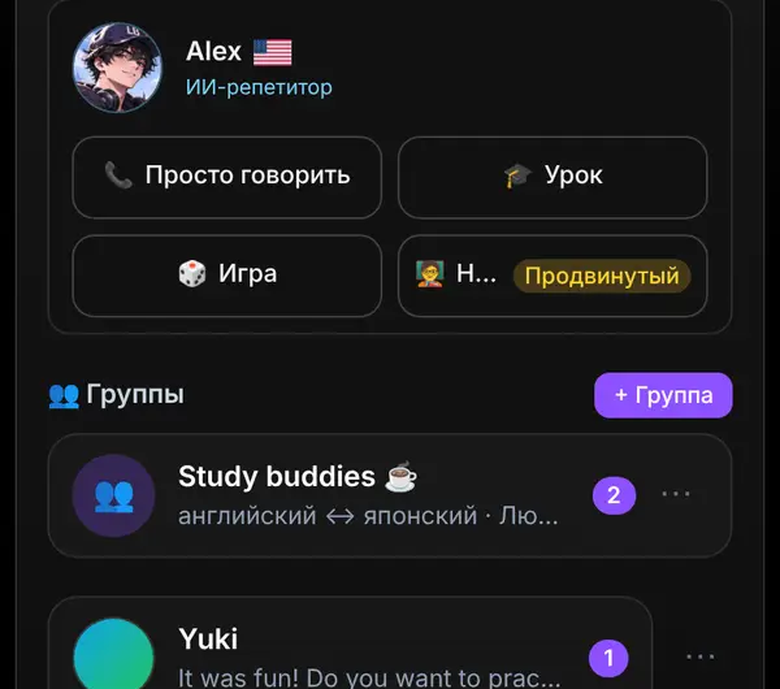 Alex 🇺🇸
ИИ-репетитор
📞 Просто говорить
🎓 Урок
🎲 Игра
🧑‍🏫 Н... Продвинутый
👥 Группы
+ Группа
Study buddies ☕
английский ↔ японский · Лю...
2
...
Yuki
It was fun! Do you want to prac...
1
...